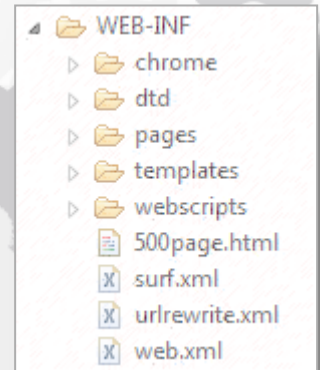 WEB-INF
chrome
dtd
pages
templates
webscripts
500page.html
surf.xml
urlrewrite.xml
web.xml